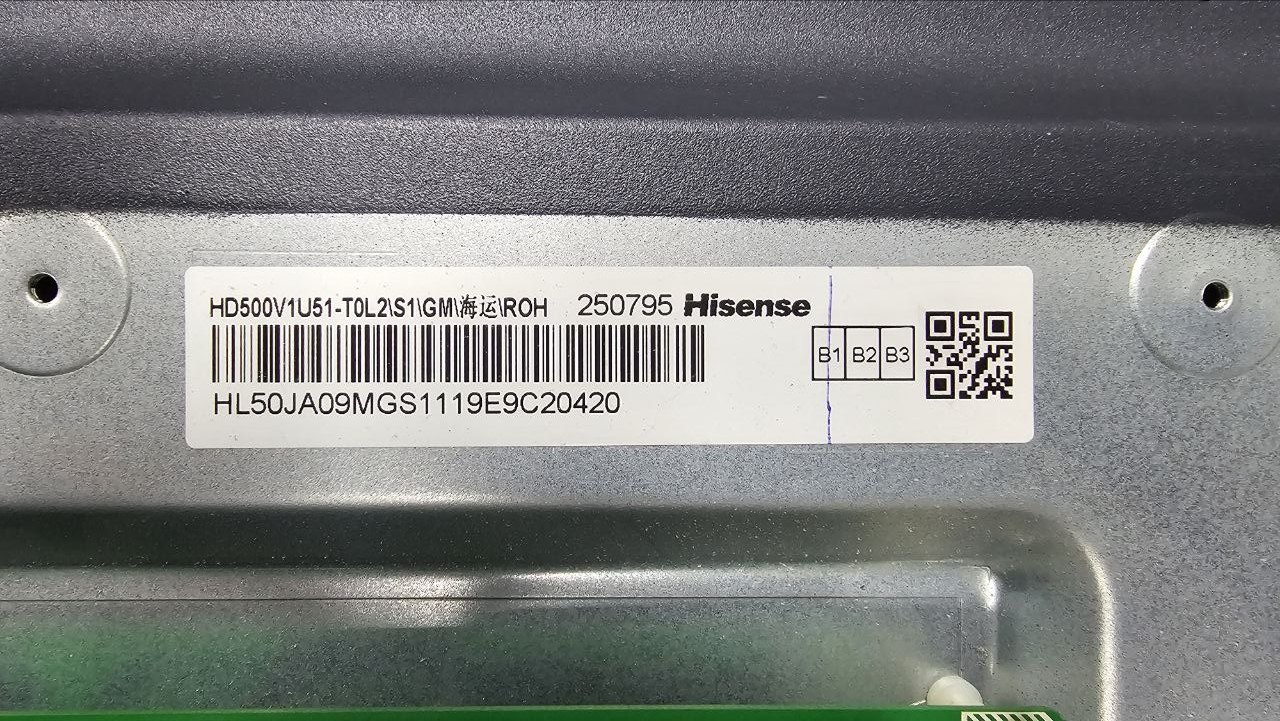 HD500V1U51-T0L2\S1\GM\海运\ROH 250795 Hisense
B1 B2 B3
HL50JA09MGS1119E9C20420